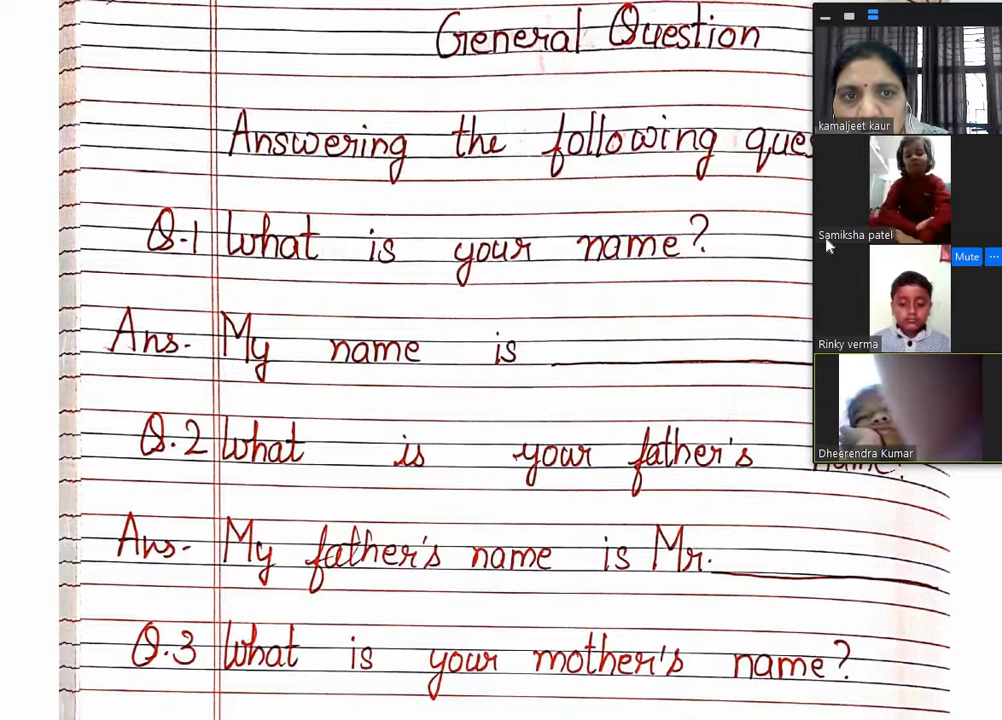 General Question
Answering the following ques
Q.1 What is your name?
Ans. My name is
Q.2 What is your father's name?
Ans. My father's name is Mr.
Q.3 What is your mother's name?
kamaljeet kaur
Samiksha patel
Mute
Rinky verma
Dheerendra Kumar